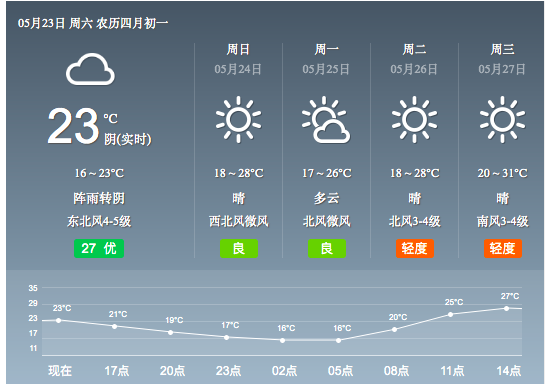 05月23日 周六 农历四月初一
23 °C
阴(实时)
16～23°C
阵雨转阴
东北风4-5级
27 优
周日
05月24日
18～28°C
晴
西北风微风
良
周一
05月25日
17～26°C
多云
北风微风
良
周二
05月26日
18～28°C
晴
北风3-4级
轻度
周三
05月27日
20～31°C
晴
南风3-4级
轻度
35
29
23
17
11
23°C 21°C 19°C 17°C 16°C 16°C 20°C 25°C 27°C
现在 17点 20点 23点 02点 05点 08点 11点 14点